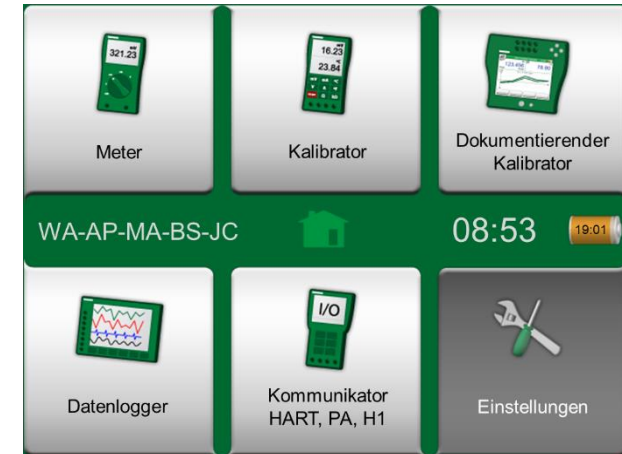 321.23
16.23
23.84
Meter
Kalibrator
Dokumentierender
Kalibrator
WA-AP-MA-BS-JC
08:53
19:01
I/O
Datenlogger
Kommunikator
HART, PA, H1
Einstellungen